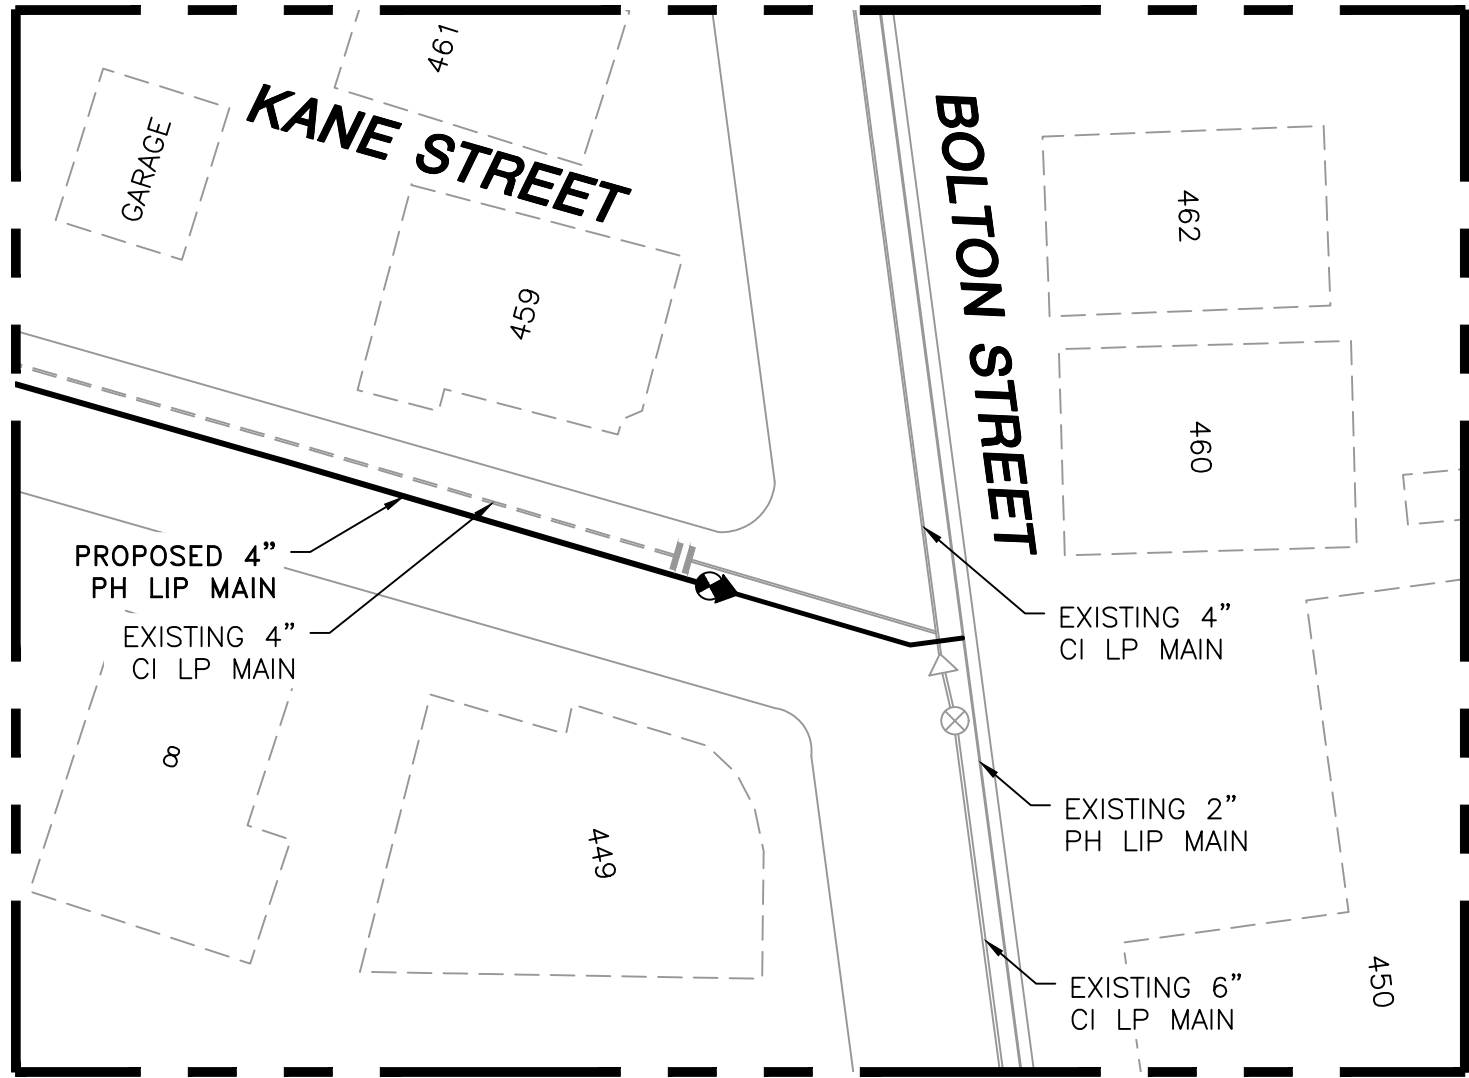 461
KANE STREET
GARAGE
459
BOLTON STREET
462
460
PROPOSED 4”
PH LIP MAIN
EXISTING 4”
CI LP MAIN
EXISTING 4”
CI LP MAIN
8
449
EXISTING 2”
PH LIP MAIN
EXISTING 6”
CI LP MAIN
450